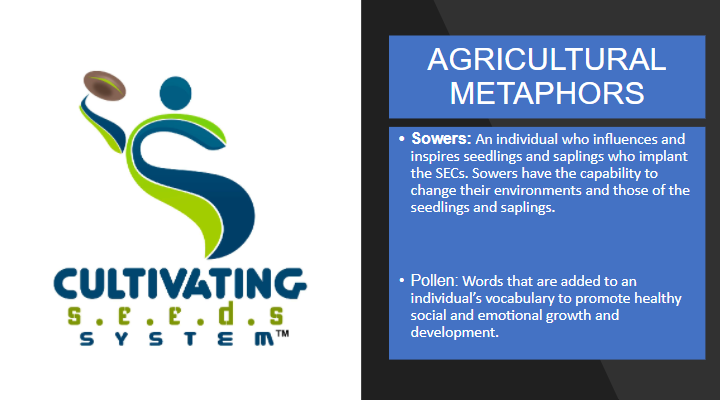 CULTIVATING
s.e.e.d.s
SYSTEM™
AGRICULTURAL
METAPHORS
• Sowers: An individual who influences and
inspires seedlings and saplings who implant
the SECs. Sowers have the capability to
change their environments and those of the
seedlings and saplings.
• Pollen: Words that are added to an
individual’s vocabulary to promote healthy
social and emotional growth and
development.